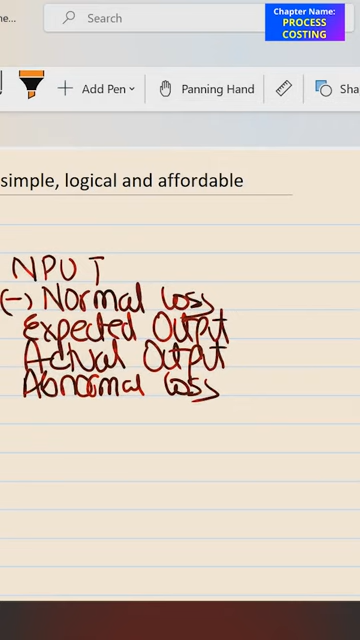 Chapter Name:
PROCESS
COSTING
Search
Add Pen
Panning Hand
simple, logical and affordable
NPUT
(-) Normal Loss
Expected Output
Actual Output
Abnormal Loss